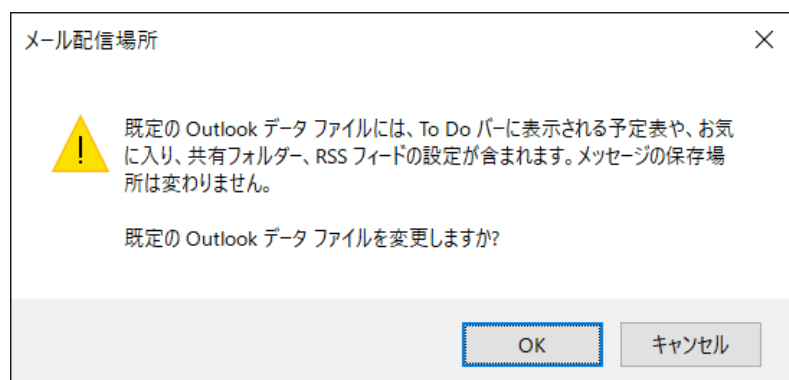 メール配信場所
既定の Outlook データ ファイルには、To Do バーに表示される予定表や、お気
に入り、共有フォルダー、RSS フィードの設定が含まれます。メッセージの保存場
所は変わりません。
既定の Outlook データ ファイルを変更しますか?
OK
キャンセル